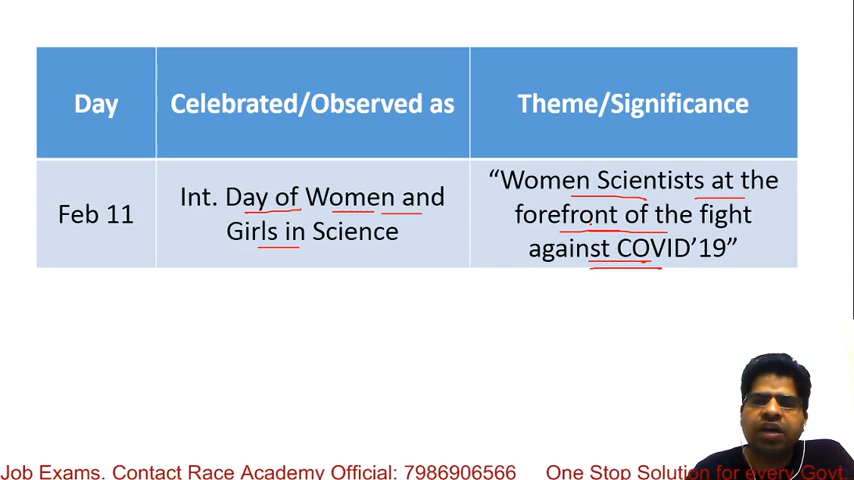 Day
Celebrated/Observed as
Theme/Significance
Feb 11
Int. Day of Women and
Girls in Science
“Women Scientists at the
forefront of the fight
against COVID’19”
Job Exams. Contact Race Academy Official: 7986906566 One Stop Solution for every Govt.